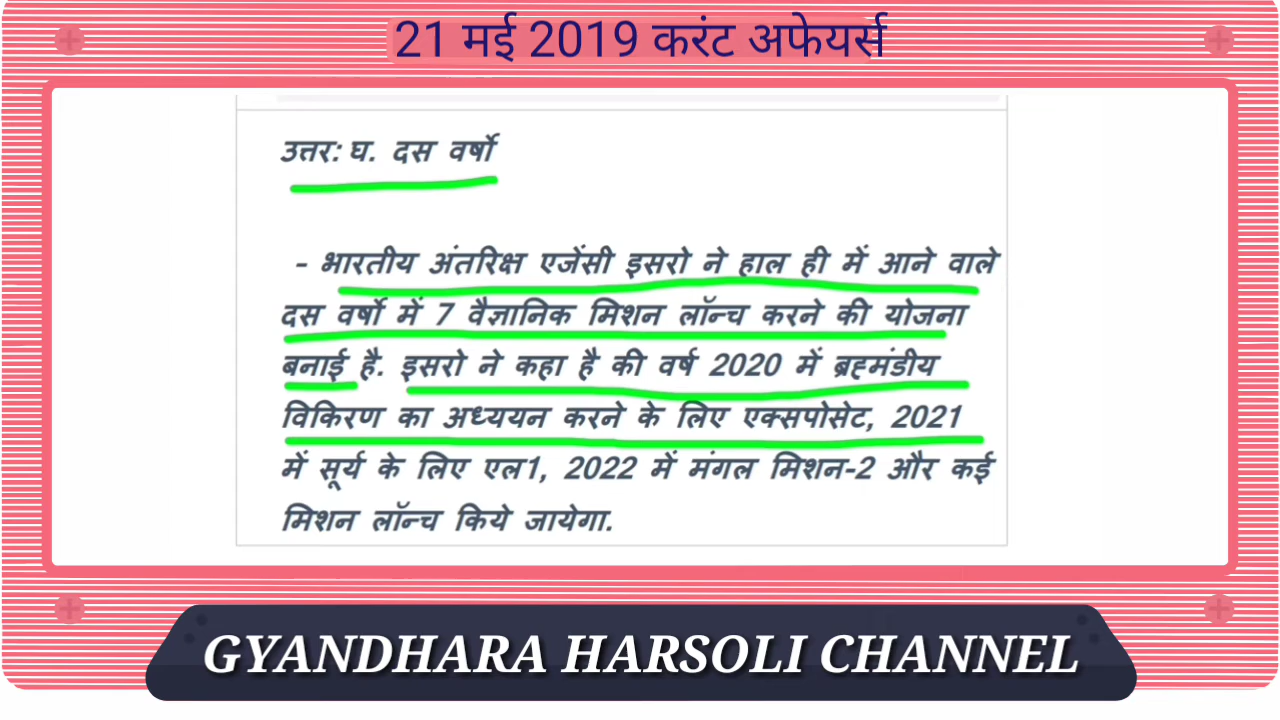 21 मई 2019 करंट अफेयर्स
उत्तर: घ. दस वर्षो
- भारतीय अंतरिक्ष एजेंसी इसरो ने हाल ही में आने वाले
दस वर्षो में 7 वैज्ञानिक मिशन लॉन्च करने की योजना
बनाई है. इसरो ने कहा है की वर्ष 2020 में ब्रह्मंडीय
विकिरण का अध्ययन करने के लिए एक्सपोसेट, 2021
में सूर्य के लिए एल1, 2022 में मंगल मिशन-2 और कई
मिशन लॉन्च किये जायेगा.
GYANDHARA HARSOLI CHANNEL